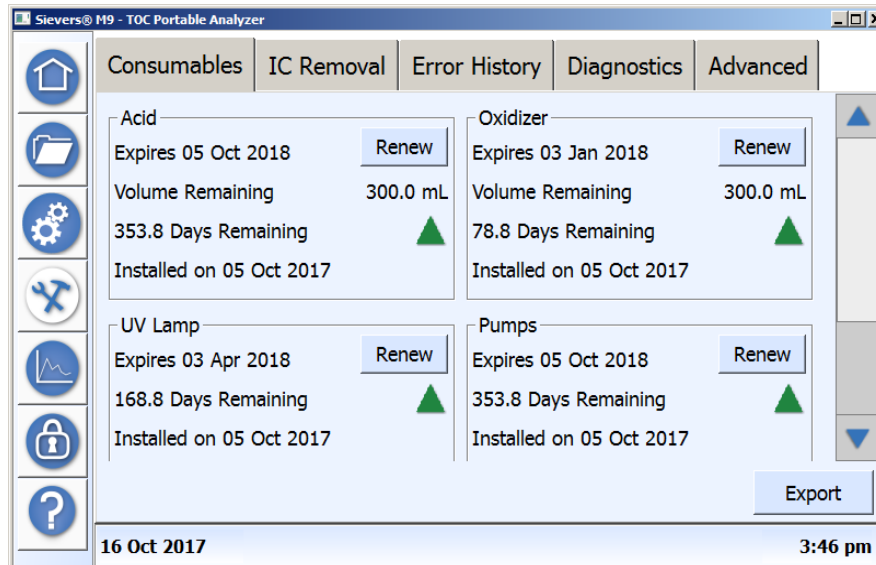 Sievers® M9 - TOC Portable Analyzer
Consumables
IC Removal
Error History
Diagnostics
Advanced
Acid
Expires 05 Oct 2018
Renew
Volume Remaining 300.0 mL
353.8 Days Remaining
Installed on 05 Oct 2017
Oxidizer
Expires 03 Jan 2018
Renew
Volume Remaining 300.0 mL
78.8 Days Remaining
Installed on 05 Oct 2017
UV Lamp
Expires 03 Apr 2018
Renew
168.8 Days Remaining
Installed on 05 Oct 2017
Pumps
Expires 05 Oct 2018
Renew
353.8 Days Remaining
Installed on 05 Oct 2017
Export
?
16 Oct 2017
3:46 pm